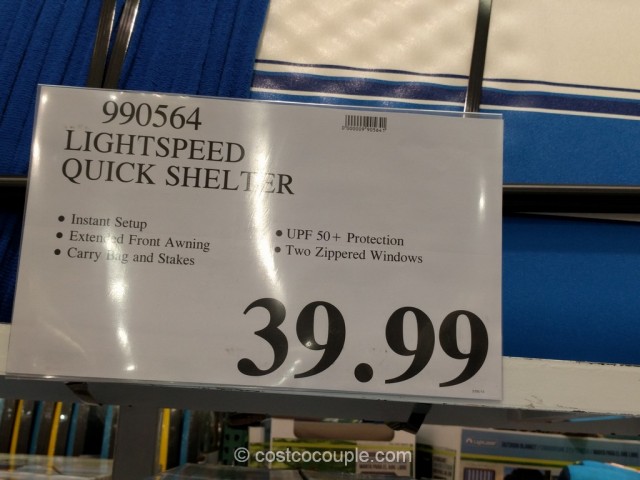 990564
LIGHTSPEED
QUICK SHELTER
• Instant Setup
• Extended Front Awning
• Carry Bag and Stakes
• UPF 50+ Protection
• Two Zippered Windows
39.99
© costcocouple.com